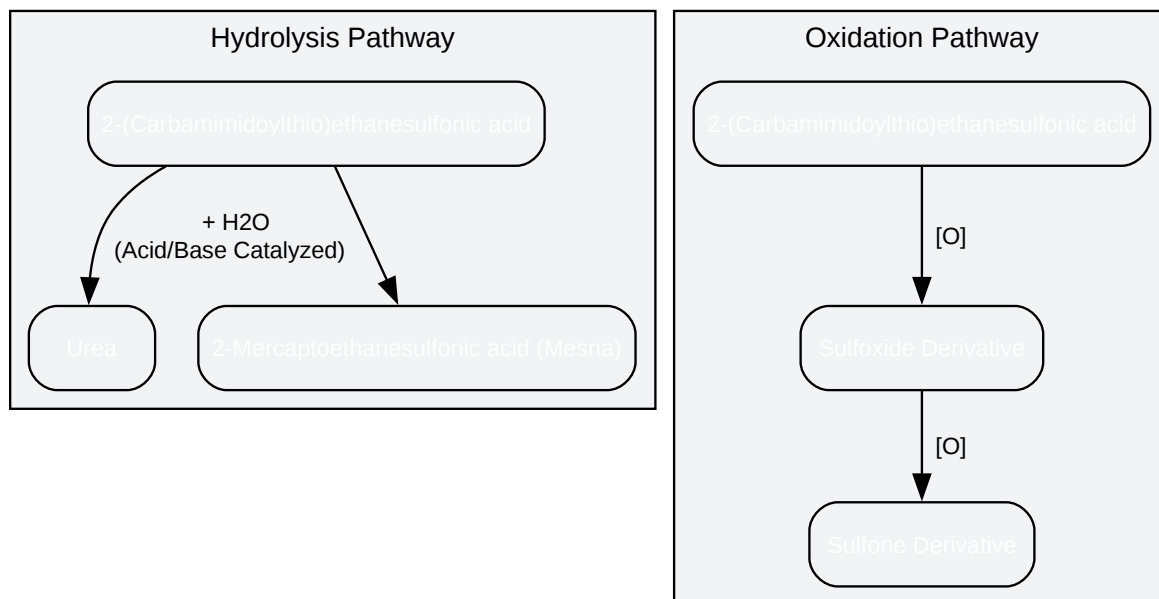 Hydrolysis Pathway
2-(Carbamimidoylthio)ethanesulfonic acid
+ H2O
(Acid/Base Catalyzed)
Urea
2-Mercaptoethanesulfonic acid (Mesna)
Oxidation Pathway
2-(Carbamimidoylthio)ethanesulfonic acid
[O]
Sulfoxide Derivative
[O]
Sulfone Derivative